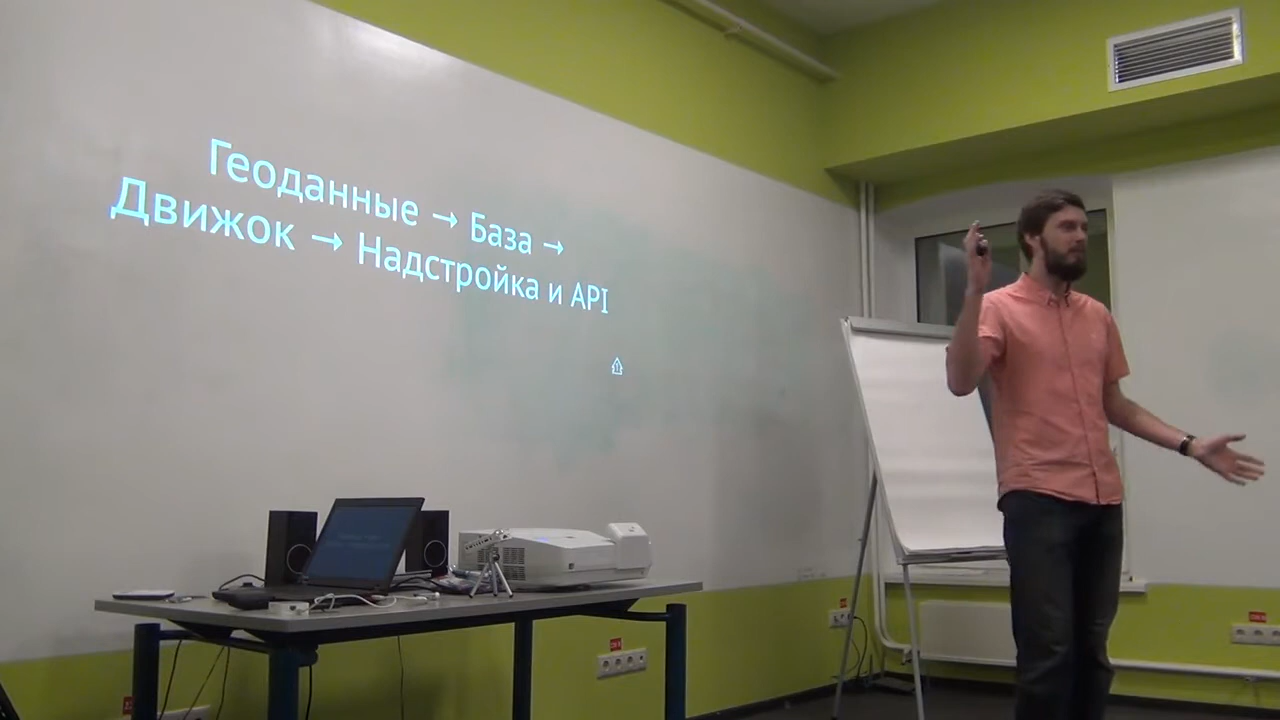 Геоданные → База →
Движок → Надстройка и API